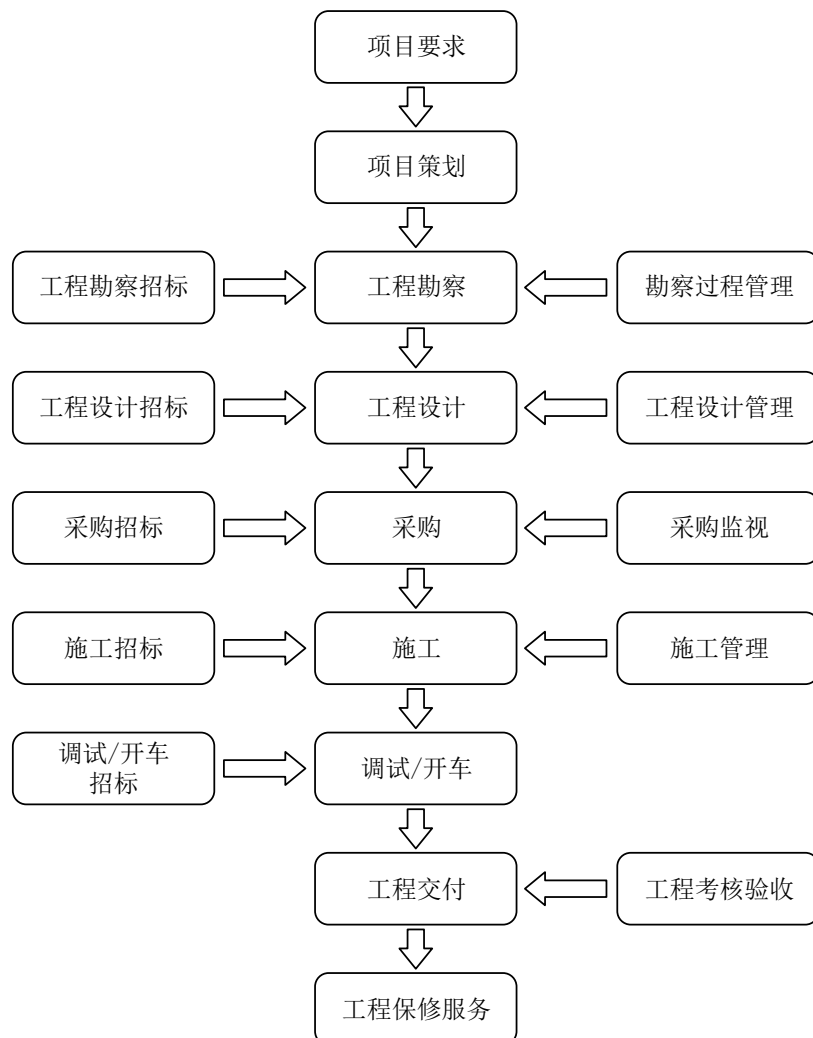 项目要求
项目策划
工程勘察招标
工程勘察
勘察过程管理
工程设计招标
工程设计
工程设计管理
采购招标
采购
采购监视
施工招标
施工
施工管理
调试/开车
招标
调试/开车
工程交付
工程考核验收
工程保修服务